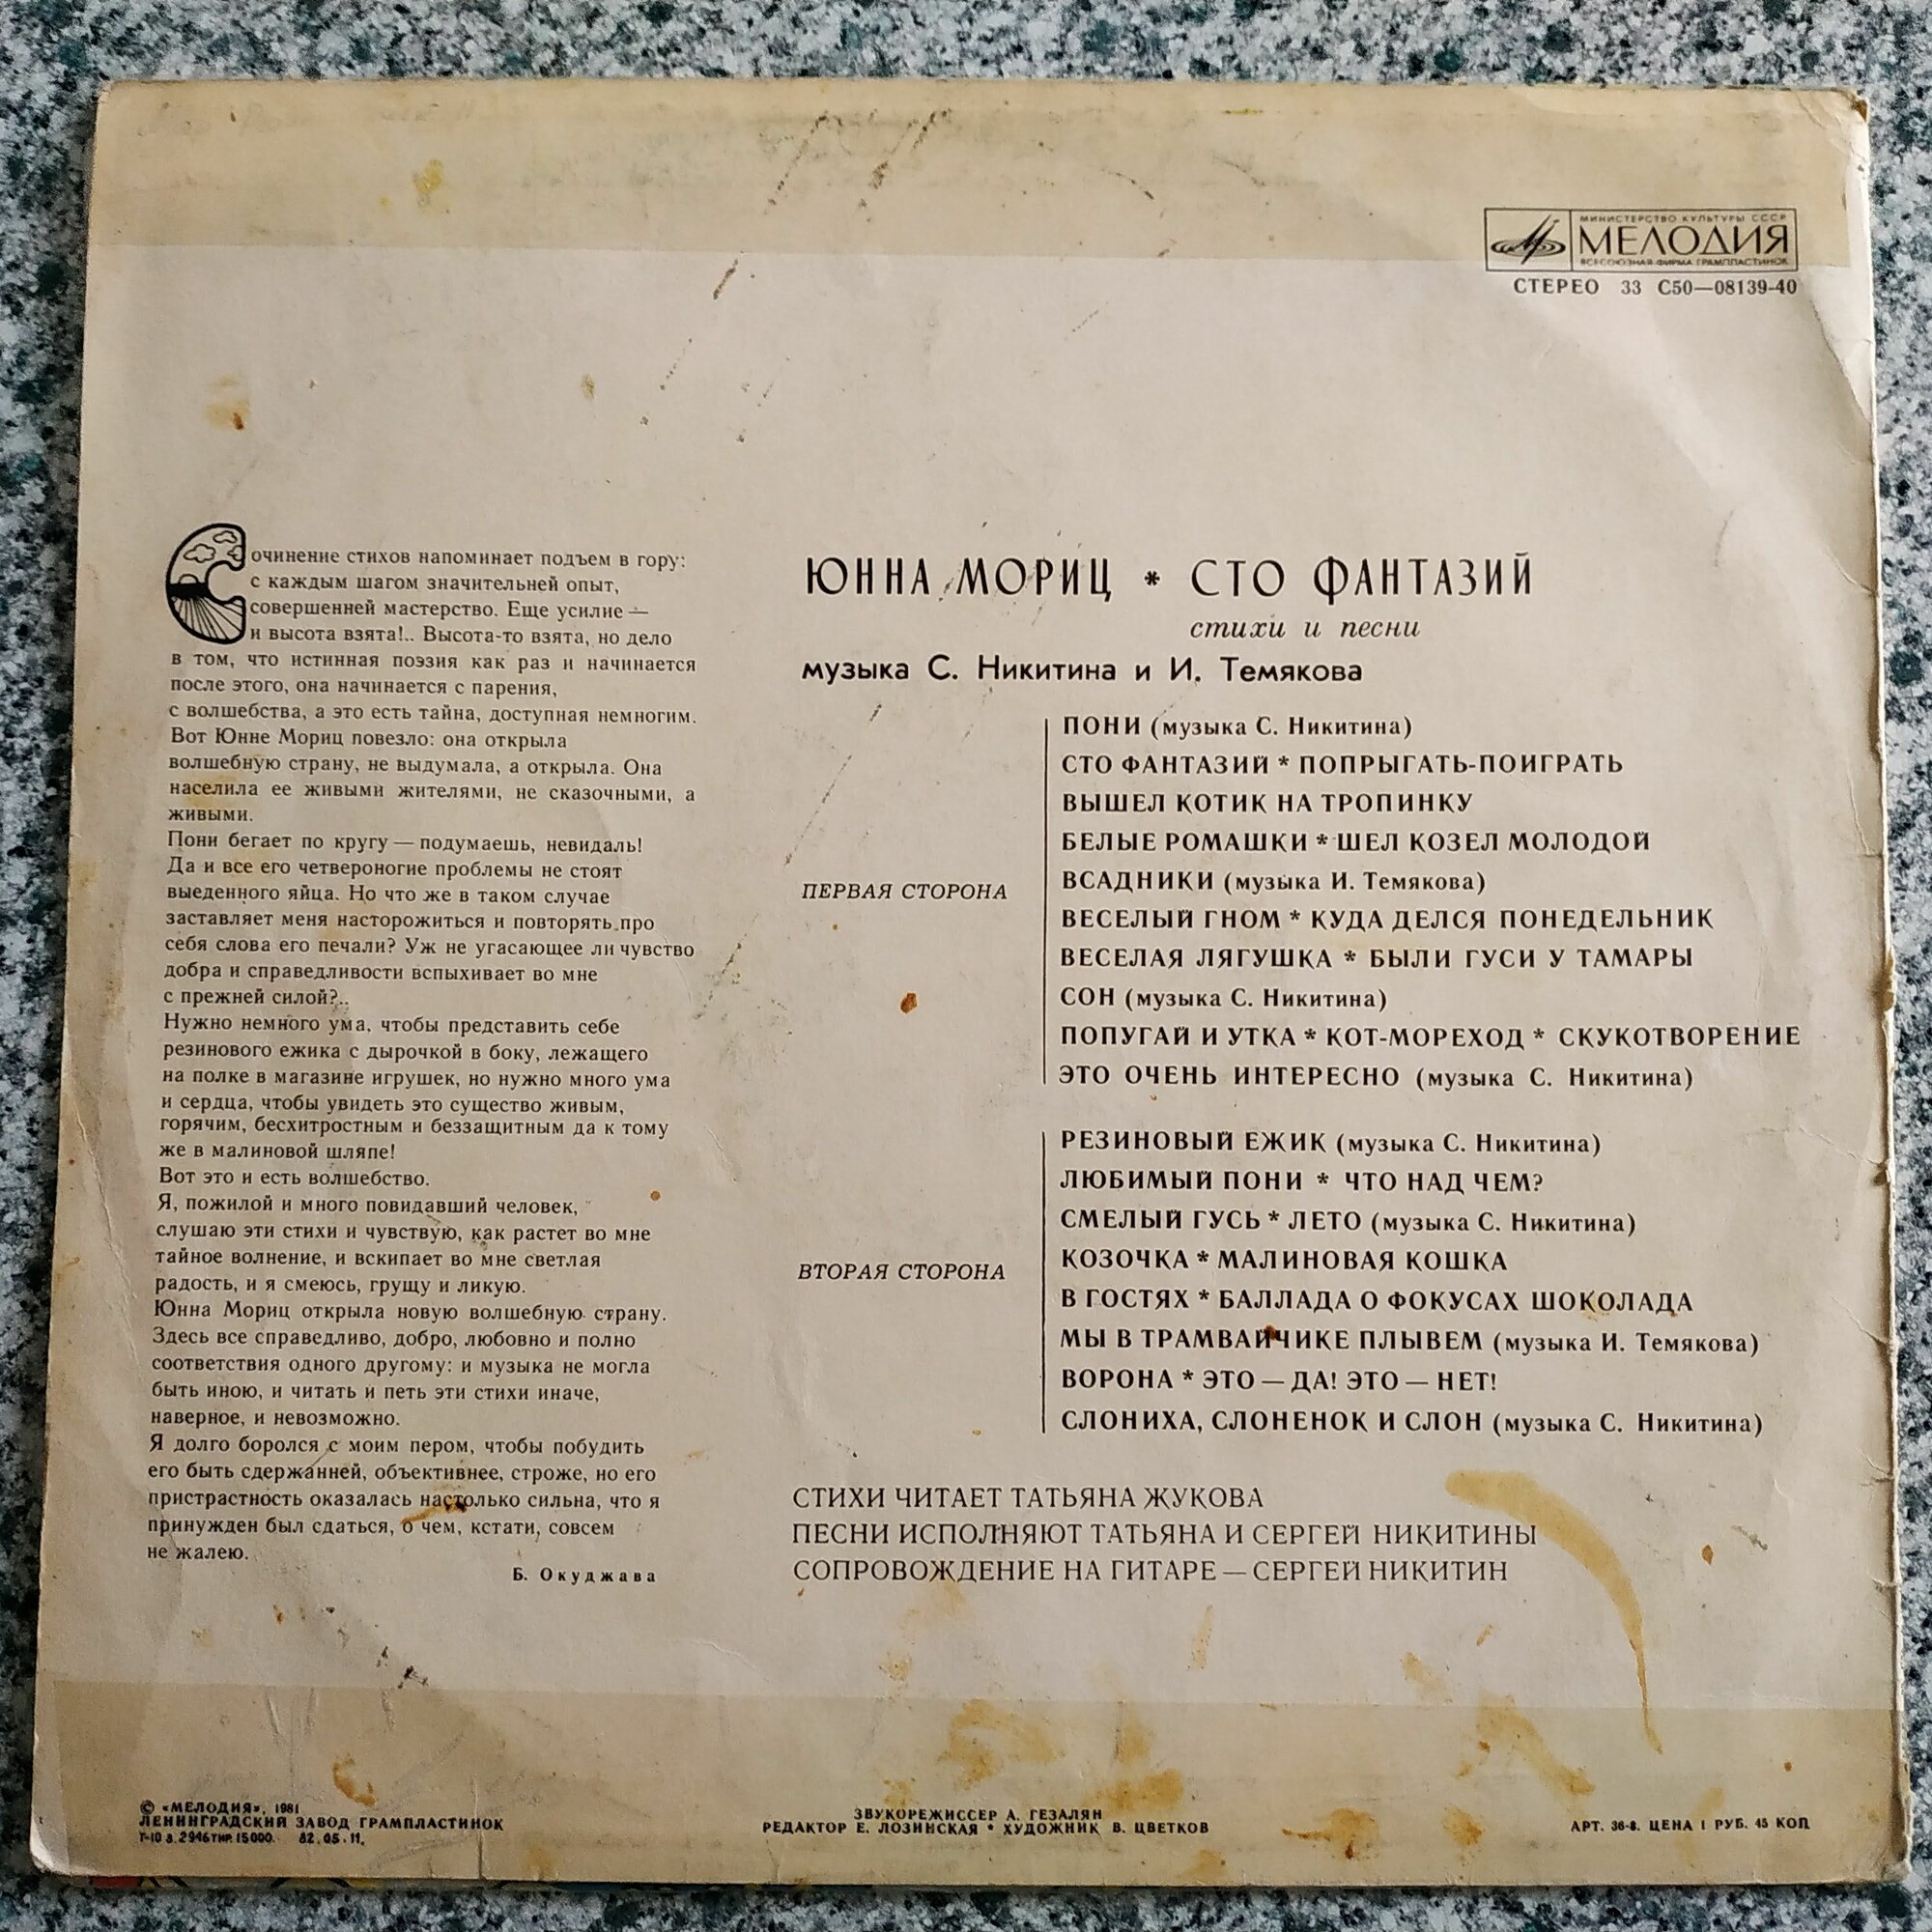 МИНИСТЕРСТВО КУЛЬТУРЫ СССР
МЕЛОДИЯ
ВСЕСОЮЗНАЯ ФИРМА ГРАМПЛАСТИНОК
СТЕРЕО 33 С50—08139-40
Сочинение стихов напоминает подъем в гору:
с каждым шагом значительней опыт,
совершенней мастерство. Еще усилие —
и высота взята!.. Высота-то взята, но дело
в том, что истинная поэзия как раз и начинается
после этого, она начинается с парения,
с волшебства, а это есть тайна, доступная немногим.
Вот Юнне Мориц повезло: она открыла
волшебную страну, не выдумала, а открыла. Она
населила ее живыми жителями, не сказочными, а
живыми.
Пони бегает по кругу — подумаешь, невидаль!
Да и все его четвероногие проблемы не стоят
выеденного яйца. Но что же в таком случае
заставляет меня насторожиться и повторять про
себя слова его печали? Уж не угасающее ли чувство
добра и справедливости вспыхивает во мне
с прежней силой?..
Нужно немного ума, чтобы представить себе
резинового ежика с дырочкой в боку, лежащего
на полке в магазине игрушек, но нужно много ума
и сердца, чтобы увидеть это существо живым,
горячим, бесхитростным и беззащитным да к тому
же в малиновой шляпе!
Вот это и есть волшебство.
Я, пожилой и много повидавший человек,
слушаю эти стихи и чувствую, как растет во мне
тайное волнение, и вскипает во мне светлая
радость, и я смеюсь, грущу и ликую.
Юнна Мориц открыла новую волшебную страну.
Здесь все справедливо, добро, любовно и полно
соответствия одного другому: и музыка не могла
быть иною, и читать и петь эти стихи иначе,
наверное, и невозможно.
Я долго боролся с моим пером, чтобы побудить
его быть сдержанней, объективнее, строже, но его
пристрастность оказалась настолько сильна, что я
принужден был сдаться, о чем, кстати, совсем
не жалею.
Б. Окуджава
ЮННА МОРИЦ * СТО ФАНТАЗИЙ
стихи и песни
музыка С. Никитина и И. Темякова
ПЕРВАЯ СТОРОНА
ПОНИ (музыка С. Никитина)
СТО ФАНТАЗИЙ * ПОПРЫГАТЬ-ПОИГРАТЬ
ВЫШЕЛ КОТИК НА ТРОПИНКУ
БЕЛЫЕ РОМАШКИ * ШЕЛ КОЗЕЛ МОЛОДОЙ
ВСАДНИКИ (музыка И. Темякова)
ВЕСЕЛЫЙ ГНОМ * КУДА ДЕЛСЯ ПОНЕДЕЛЬНИК
ВЕСЕЛАЯ ЛЯГУШКА * БЫЛИ ГУСИ У ТАМАРЫ
СОН (музыка С. Никитина)
ПОПУГАЙ И УТКА * КОТ-МОРЕХОД * СКУКОТВОРЕНИЕ
ЭТО ОЧЕНЬ ИНТЕРЕСНО (музыка С. Никитина)
ВТОРАЯ СТОРОНА
РЕЗИНОВЫЙ ЕЖИК (музыка С. Никитина)
ЛЮБИМЫЙ ПОНИ * ЧТО НАД ЧЕМ?
СМЕЛЫЙ ГУСЬ * ЛЕТО (музыка С. Никитина)
КОЗОЧКА * МАЛИНОВАЯ КОШКА
В ГОСТЯХ * БАЛЛАДА О ФОКУСАХ ШОКОЛАДА
МЫ В ТРАМВАЙЧИКЕ ПЛЫВЕМ (музыка И. Темякова)
ВОРОНА * ЭТО — ДА! ЭТО — НЕТ!
СЛОНИХА, СЛОНЕНОК И СЛОН (музыка С. Никитина)
СТИХИ ЧИТАЕТ ТАТЬЯНА ЖУКОВА
ПЕСНИ ИСПОЛНЯЮТ ТАТЬЯНА И СЕРГЕЙ НИКИТИНЫ
СОПРОВОЖДЕНИЕ НА ГИТАРЕ — СЕРГЕЙ НИКИТИН
© «МЕЛОДИЯ», 1981
ЛЕНИНГРАДСКИЙ ЗАВОД ГРАМПЛАСТИНОК
Т-10 з. 2946 тир. 15000. 82.05.11.
ЗВУКОРЕЖИССЕР А. ГЕЗАЛЯН
РЕДАКТОР Е. ЛОЗИНСКАЯ * ХУДОЖНИК В. ЦВЕТКОВ
АРТ. 36-8. ЦЕНА 1 РУБ. 45 КОП.